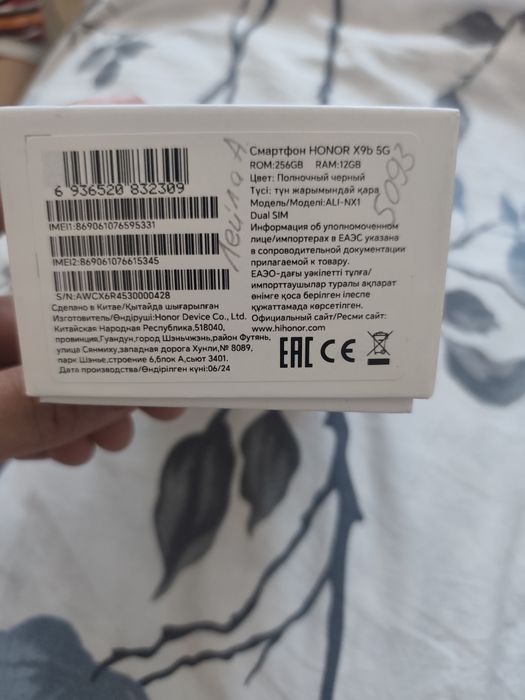 6 936520 832309
IMEI1:869061076595331
IMEI2:869061076615345
S/N:AWCX6R4530000428
Сделано в Китае/Қытайда шығарылған
Изготовитель/Өндіруші:Honor Device Co., Ltd.
Китайская Народная Республика,518040,
провинция,Гуандун,город Шэньчжэнь,район Футянь,
улица Сянмиху,западная дорога Хунли,№ 8089,
парк Шэнье,строение 6,блок А,сьют 3401.
Дата производства/Өндірілген күні:06/24
Лейла А
Смартфон HONOR X9b 5G
ROM:256GB RAM:12GB
Цвет: Полночный черный
Түсі: түн жарымындай қара
Модель/Моделі:ALI-NX1
Dual SIM
Информация об уполномоченном
лице/импортерах в ЕАЭС указана
в сопроводительной документации
прилагаемой к товару.
ЕАЭО-дағы уәкілетті тұлға/
импорттаушылар туралы ақпарат
өнімге қоса берілген ілеспе
құжаттамада көрсетілген.
Официальный сайт/Ресми сайт:
www.hihonor.com
EAC CE
5093